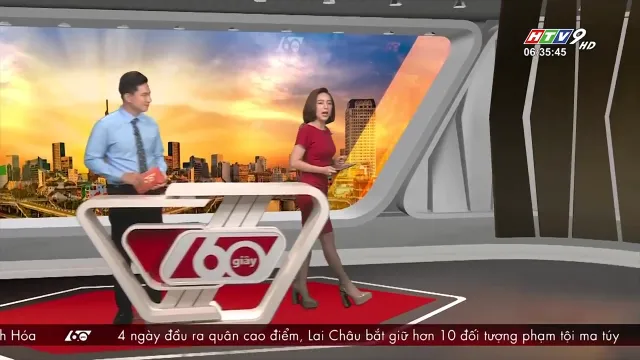 HTV9 HD
06:35:45
60 giây
h Hóa 60 4 ngày đầu ra quân cao điểm, Lai Châu bắt giữ hơn 10 đối tượng phạm tội ma túy